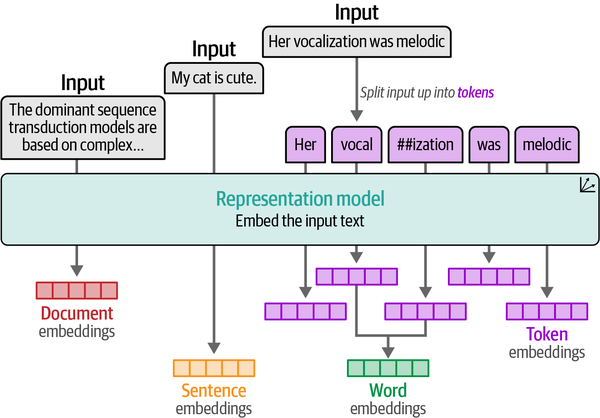 Input
Her vocalization was melodic
Input
My cat is cute.
Input
The dominant sequence
transduction models are
based on complex...
Split input up into tokens
Her
vocal
##ization
was
melodic
Representation model
Embed the input text
Document
embeddings
Sentence
embeddings
Word
embeddings
Token
embeddings